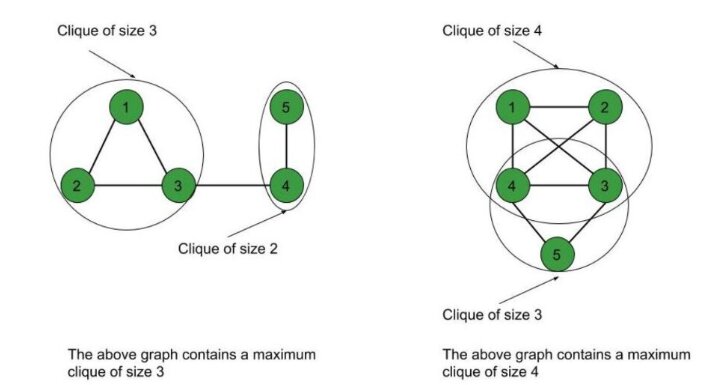 Clique of size 3
1
5
2
3
4
Clique of size 2
The above graph contains a maximum
clique of size 3
Clique of size 4
1
2
4
3
5
Clique of size 3
The above graph contains a maximum
clique of size 4